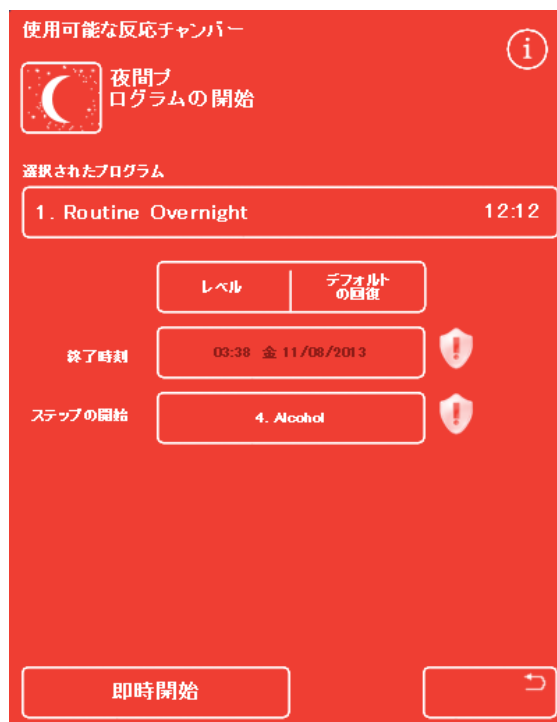 使用可能な反応チャンバー
i
夜間プ
ログラムの開始
選択されたプログラム
1. Routine Overnight 12:12
レベル デフォルト
の回復
終了時刻 03:38 金 11/08/2013 !
ステップの開始 4. Alcohol !
即時開始